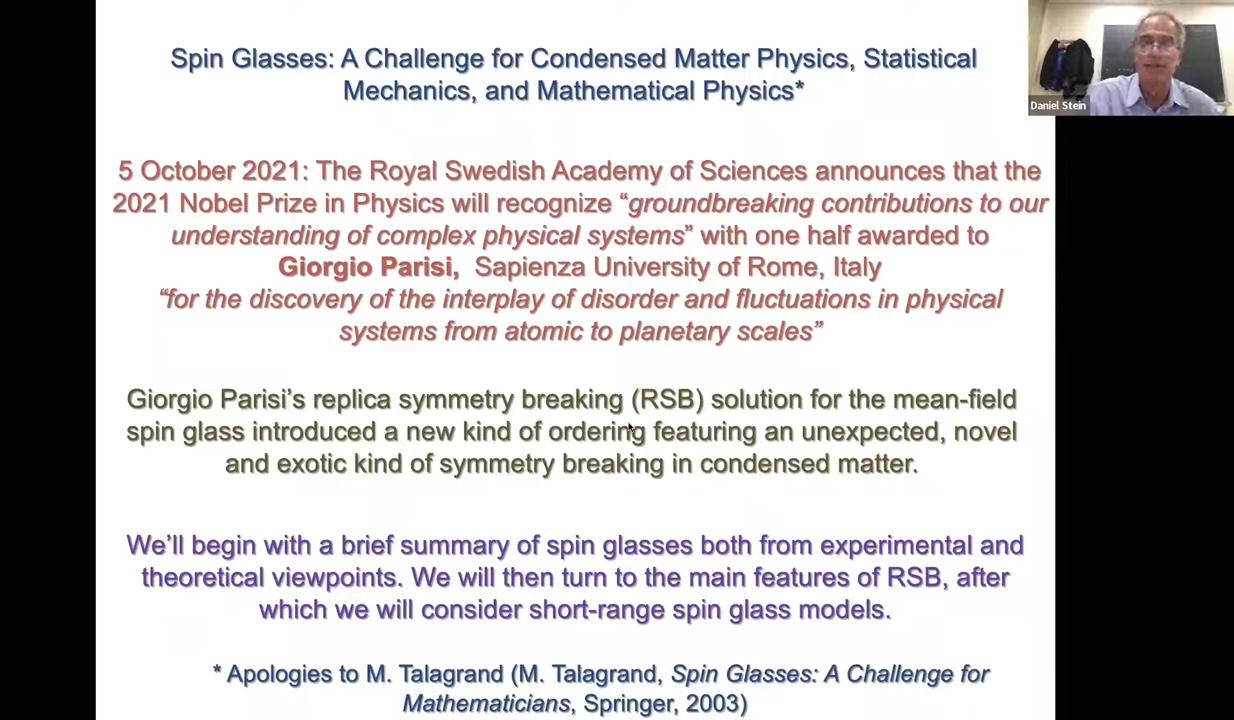 Spin Glasses: A Challenge for Condensed Matter Physics, Statistical
Mechanics, and Mathematical Physics*
Daniel Stein
5 October 2021: The Royal Swedish Academy of Sciences announces that the
2021 Nobel Prize in Physics will recognize “groundbreaking contributions to our
understanding of complex physical systems” with one half awarded to
Giorgio Parisi, Sapienza University of Rome, Italy
“for the discovery of the interplay of disorder and fluctuations in physical
systems from atomic to planetary scales”
Giorgio Parisi’s replica symmetry breaking (RSB) solution for the mean-field
spin glass introduced a new kind of ordering featuring an unexpected, novel
and exotic kind of symmetry breaking in condensed matter.
We’ll begin with a brief summary of spin glasses both from experimental and
theoretical viewpoints. We will then turn to the main features of RSB, after
which we will consider short-range spin glass models.
* Apologies to M. Talagrand (M. Talagrand, Spin Glasses: A Challenge for
Mathematicians, Springer, 2003)